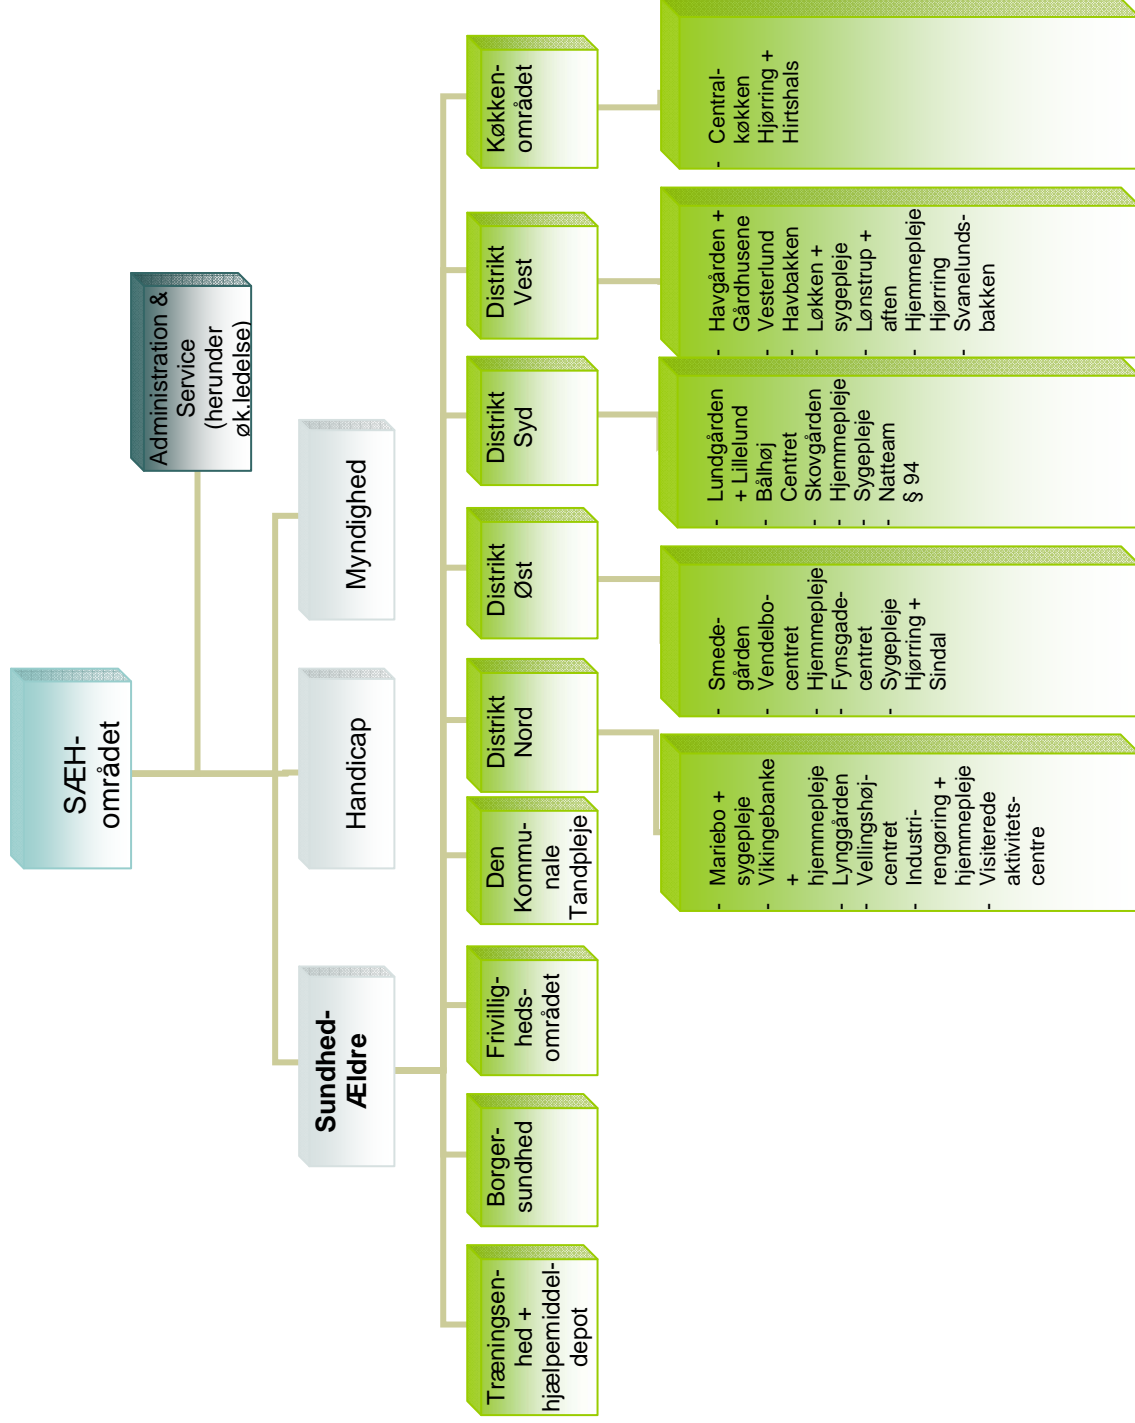 SÆH-
området
Administration &
Service
(herunder
øk.ledelse)
Sundhed-
Ældre
Handicap
Myndighed
Træningsen-
hed +
hjælpemiddel-
depot
Borger-
sundhed
Frivillig-
heds-
området
Den
Kommu-
nale
Tandpleje
Distrikt
Nord
Distrikt
Øst
Distrikt
Syd
Distrikt
Vest
Køkken-
området
- Mariebo +
sygepleje
- Vikingebanke
+
hjemmepleje
- Lynggården
- Vellingshøj-
centret
- Industri-
rengøring +
hjemmepleje
- Visiterede
aktivitets-
centre
- Smede-
gården
- Vendelbo-
centret
- Hjemmepleje
- Fynsgade-
centret
- Sygepleje
Hjørring +
Sindal
- Lundgården
+ Lillelund
- Bålhøj
Centret
- Skovgården
- Hjemmepleje
- Sygepleje
- Natteam
- § 94
- Havgården +
Gårdhusene
- Vesterlund
- Havbakken
- Løkken +
sygepleje
- Lønstrup +
aften
- Hjemmepleje
Hjørring
- Svanelunds-
bakken
- Central-
køkken
Hjørring +
Hirtshals